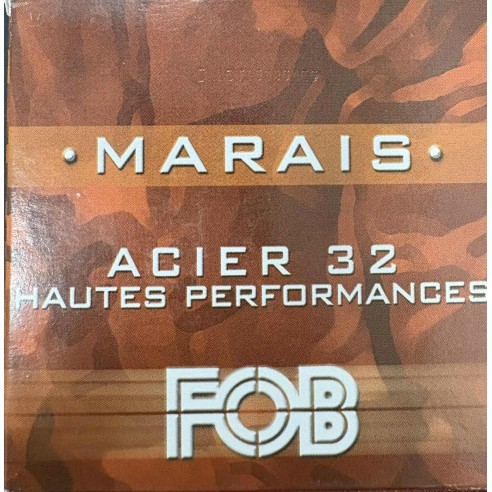 • MARAIS •
ACIER 32
HAUTES PERFORMANCES
FOB